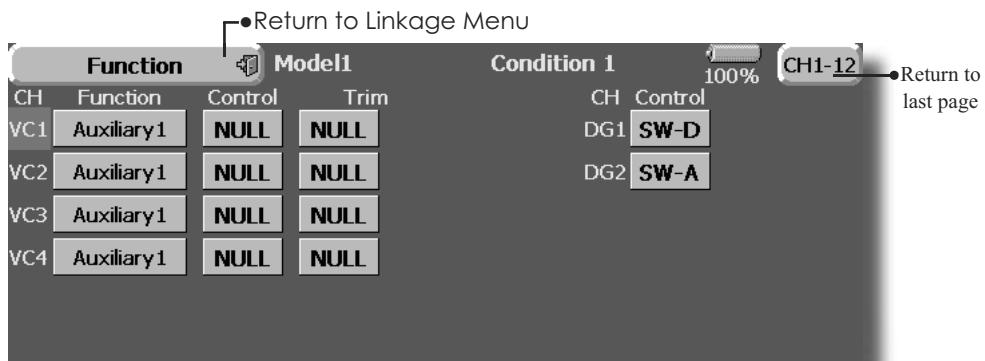 ●Return to Linkage Menu
Function Model1 Condition 1 100% CH1-12
●Return to
last page
CH Function Control Trim CH Control
VC1 Auxiliary1 NULL NULL DG1 SW-D
VC2 Auxiliary1 NULL NULL DG2 SW-A
VC3 Auxiliary1 NULL NULL
VC4 Auxiliary1 NULL NULL